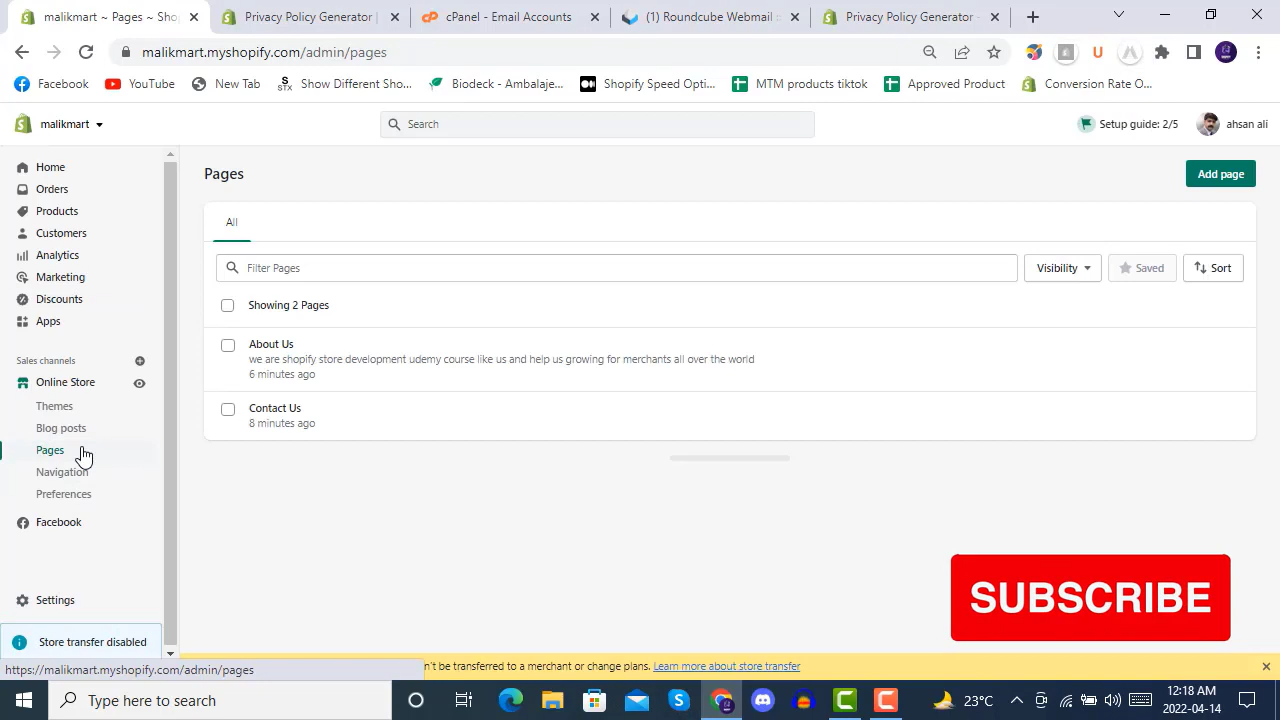 malikmart ~ Pages ~ Sho
Privacy Policy Generator |
cPanel - Email Accounts
(1) Roundcube Webmail ::
Privacy Policy Generator -
malikmart.myshopify.com/admin/pages
Facebook
YouTube
New Tab
STX
Show Different Sho...
Biodeck - Ambalaje...
Shopify Speed Opti...
MTM products tiktok
Approved Product
Conversion Rate O...
malikmart
Search
Setup guide: 2/5
ahsan ali
Home
Orders
Products
Customers
Analytics
Marketing
Discounts
Apps
Sales channels
Online Store
Themes
Blog posts
Pages
Navigation
Preferences
Facebook
Settings
Store transfer disabled
Pages
Add page
All
Filter Pages
Visibility
Saved
Sort
Showing 2 Pages
About Us
we are shopify store development udemy course like us and help us growing for merchants all over the world
6 minutes ago
Contact Us
8 minutes ago
SUBSCRIBE
https://malikmart.myshopify.com/admin/pages
n't be transferred to a merchant or change plans. Learn more about store transfer
Type here to search
23°C
12:18 AM
2022-04-14